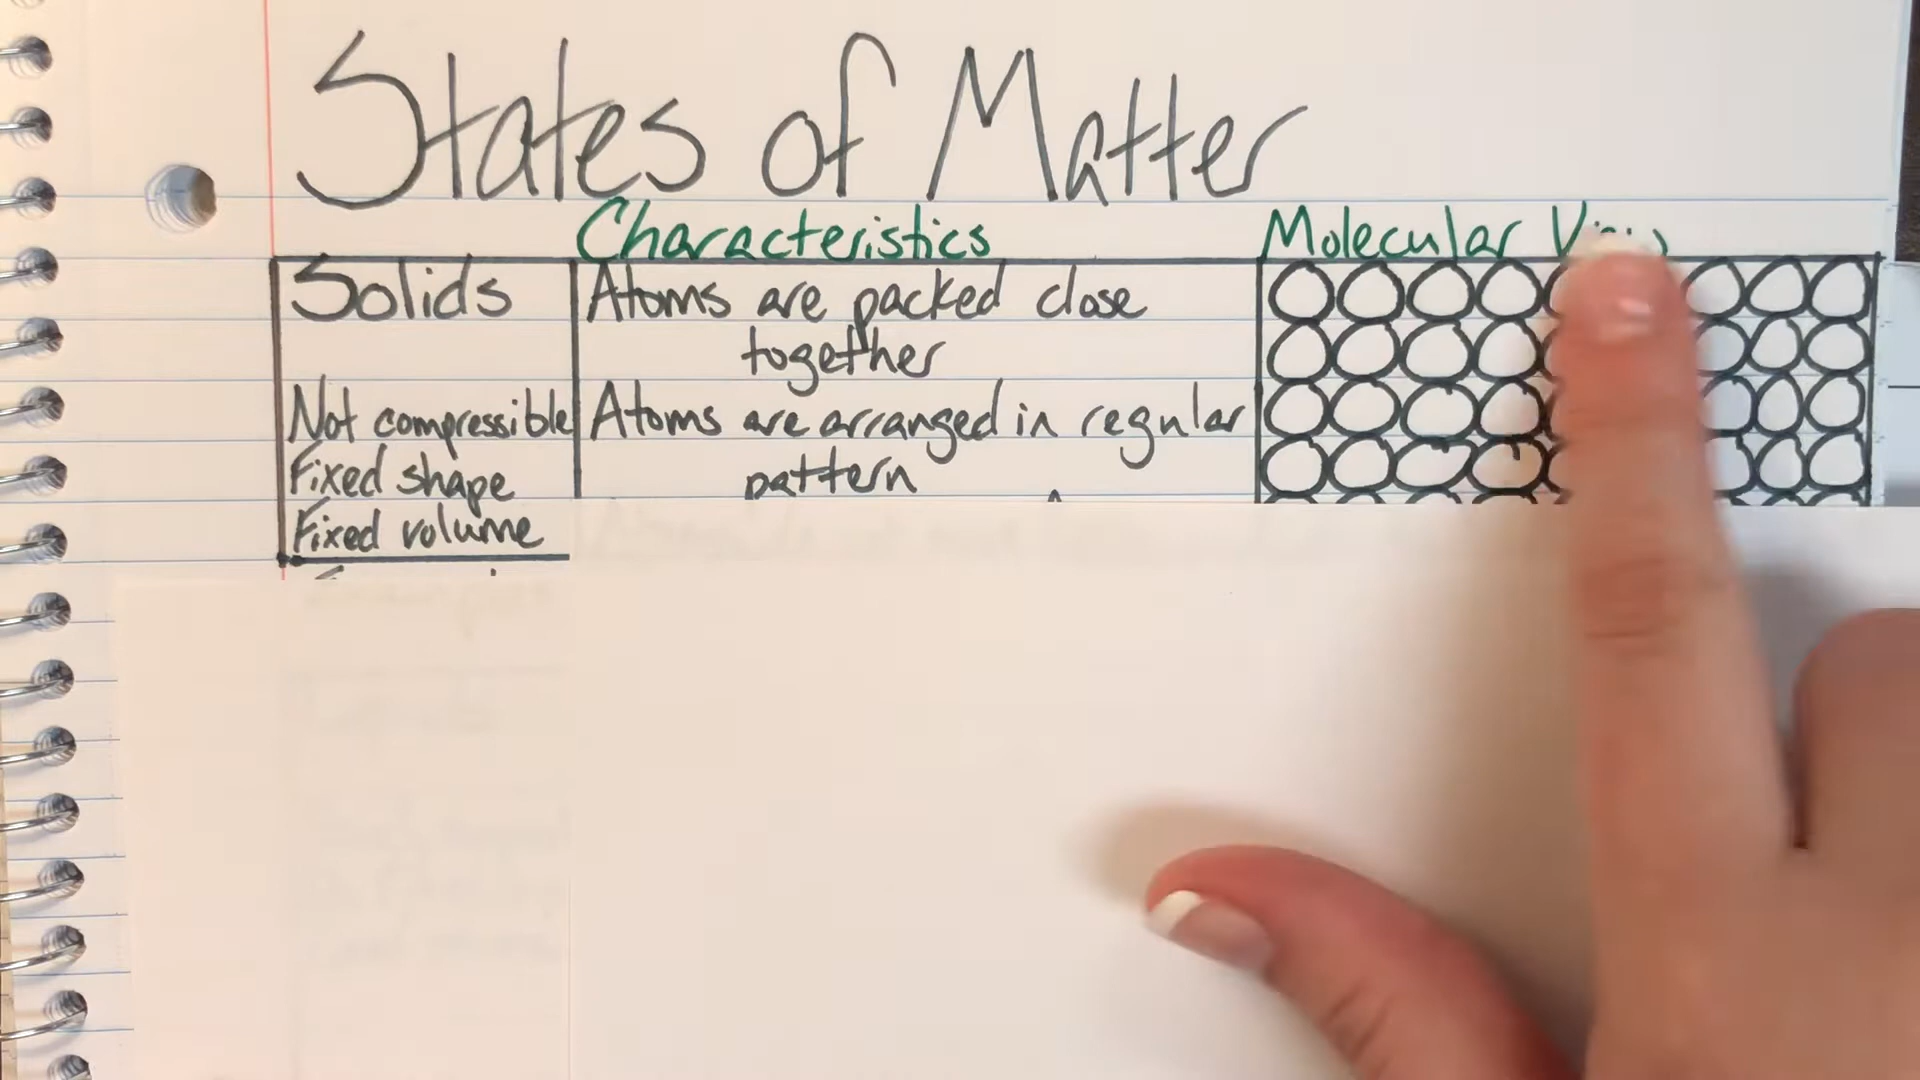 States of Matter
Characteristics
Molecular View
Solids
Atoms are packed close
together
Not compressible
Atoms are arranged in regular
Fixed shape
pattern
Fixed volume